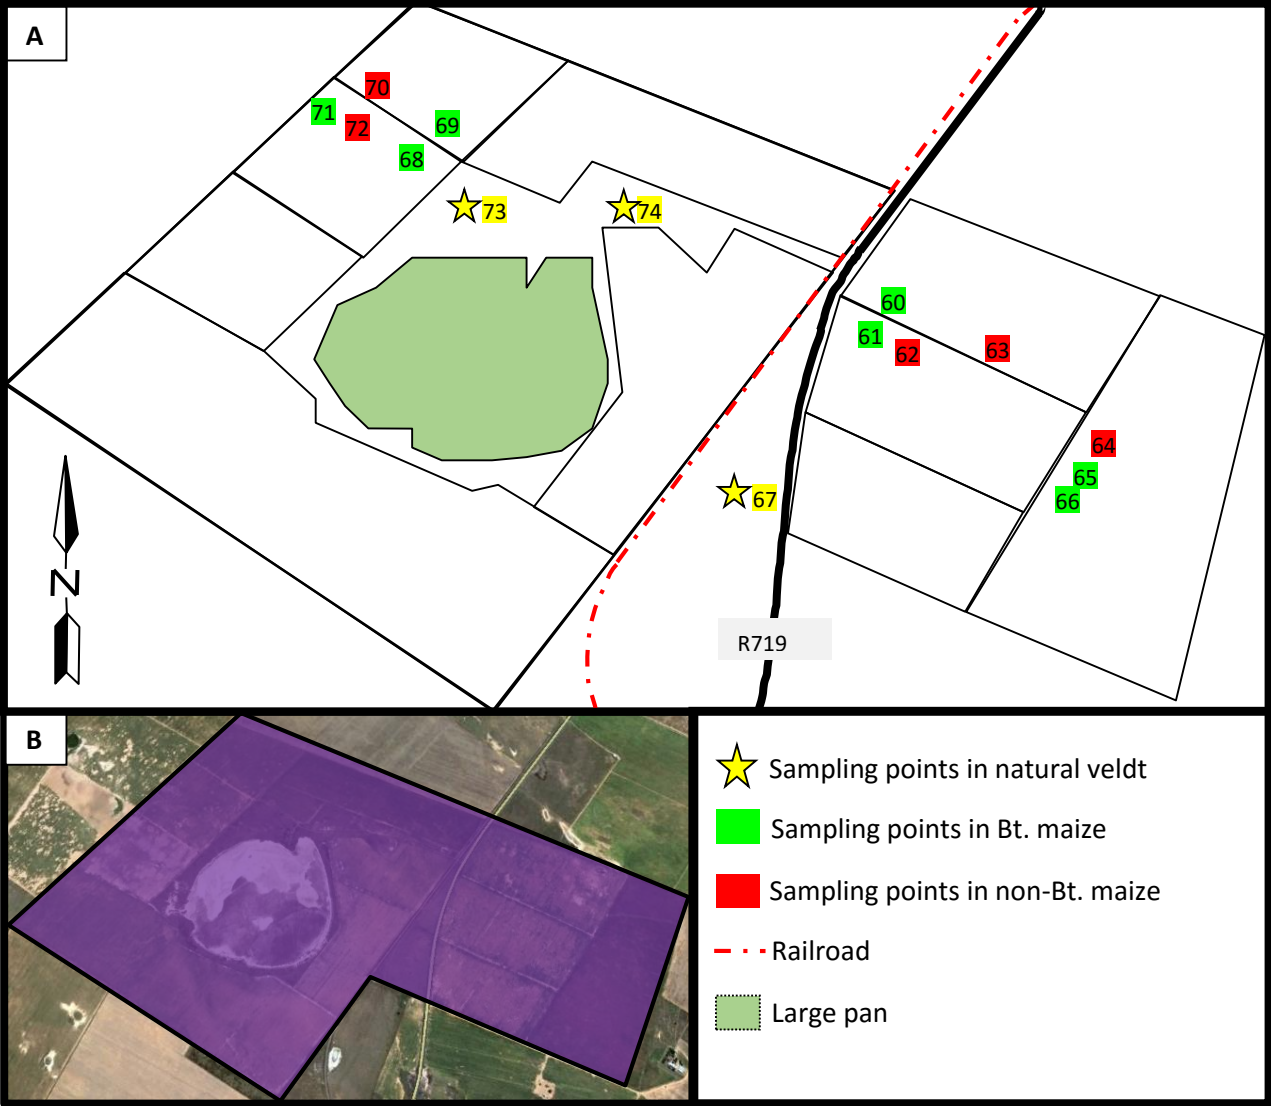 A
70
71
72
69
68
73
74
60
61
62
63
64
65
66
67
N
R719
B
Sampling points in natural veldt
Sampling points in Bt. maize
Sampling points in non-Bt. maize
Railroad
Large pan